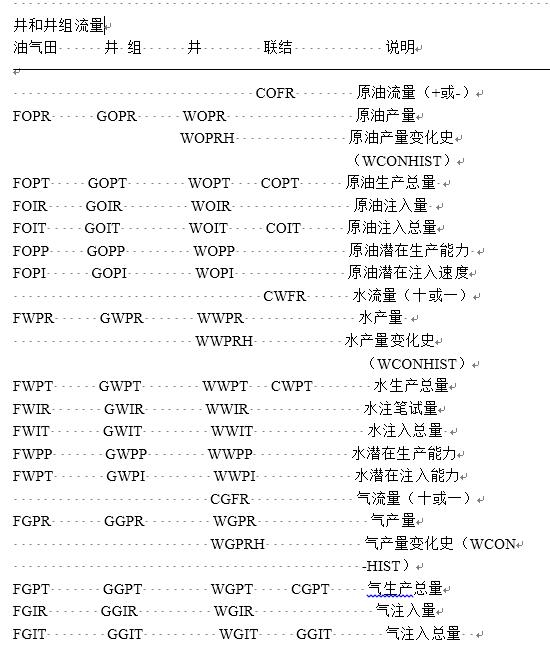 井和井组流量
油气田 井 组 井 联结 说明
COFR 原油流量（+或-）
FOPR GOPR WOPR 原油产量
WOPRH 原油产量变化史
（WCONHIST）
FOPT GOPT WOPT COPT 原油生产总量
FOIR GOIR WOIR 原油注入量
FOIT GOIT WOIT COIT 原油注入总量
FOPP GOPP WOPP 原油潜在生产能力
FOPI GOPI WOPI 原油潜在注入速度
CWFR 水流量（十或一）
FWPR GWPR WWPR 水产量
WWPRH 水产量变化史
（WCONHIST）
FWPT GWPT WWPT CWPT 水生产总量
FWIR GWIR WWIR 水注笔试量
FWIT GWIT WWIT 水注入总量
FWPP GWPP WWPP 水潜在生产能力
FWPT GWPI WWPI 水潜在注入能力
CGFR 气流量（十或一）
FGPR GGPR WGPR 气产量
WGPRH 气产量变化史（WCON
-HIST）
FGPT GGPT WGPT CGPT 气生产总量
FGIR GGIR WGIR 气注入量
FGIT GGIT WGIT GGIT 气注入总量